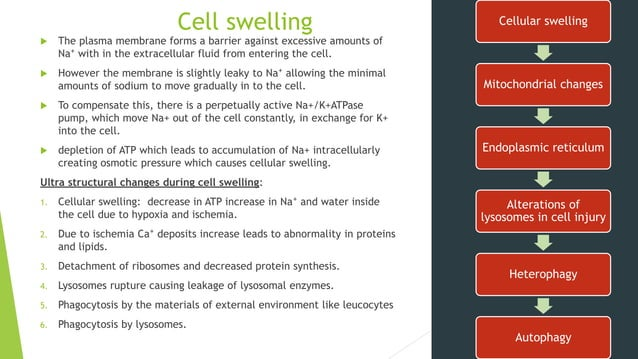 Cell swelling
The plasma membrane forms a barrier against excessive amounts of
Na⁺ with in the extracellular fluid from entering the cell.
However the membrane is slightly leaky to Na⁺ allowing the minimal
amounts of sodium to move gradually in to the cell.
To compensate this, there is a perpetually active Na+/K+ATPase
pump, which move Na+ out of the cell constantly, in exchange for K+
into the cell.
depletion of ATP which leads to accumulation of Na+ intracellularly
creating osmotic pressure which causes cellular swelling.
Ultra structural changes during cell swelling:
1. Cellular swelling: decrease in ATP increase in Na⁺ and water inside
the cell due to hypoxia and ischemia.
2. Due to ischemia Ca⁺ deposits increase leads to abnormality in proteins
and lipids.
3. Detachment of ribosomes and decreased protein synthesis.
4. Lysosomes rupture causing leakage of lysosomal enzymes.
5. Phagocytosis by the materials of external environment like leucocytes
6. Phagocytosis by lysosomes.
Cellular swelling
Mitochondrial changes
Endoplasmic reticulum
Alterations of
lysosomes in cell injury
Heterophagy
Autophagy